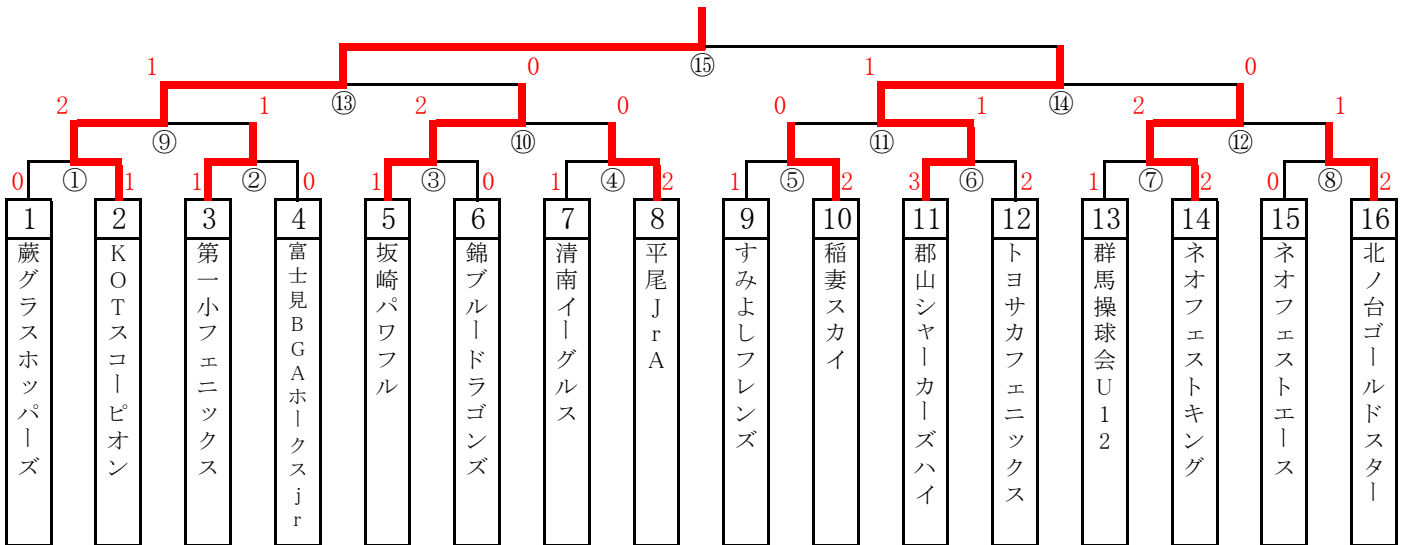 ⑮
1 0 1 0
⑬ ⑭
2 1 2 0 0 1 2 1
⑨ ⑩ ⑪ ⑫
0 ① 1 1 ② 0 1 ③ 0 1 ④ 2 1 ⑤ 2 3 ⑥ 2 1 ⑦ 2 0 ⑧ 2
1 2 3 4 5 6 7 8 9 10 11 12 13 14 15 16
蕨グラスホッパーズ
KOTスコーピオン
第一小フェニックス
富士見BGAホークスjr
坂崎パワフル
錦ブルードラゴンズ
清南イーグルス
平尾JrA
すみよしフレンズ
稲妻スカイ
郡山シャーカーズハイ
トヨサカフェニックス
群馬操球会U12
ネオフェストキング
ネオフェストエース
北ノ台ゴールドスター